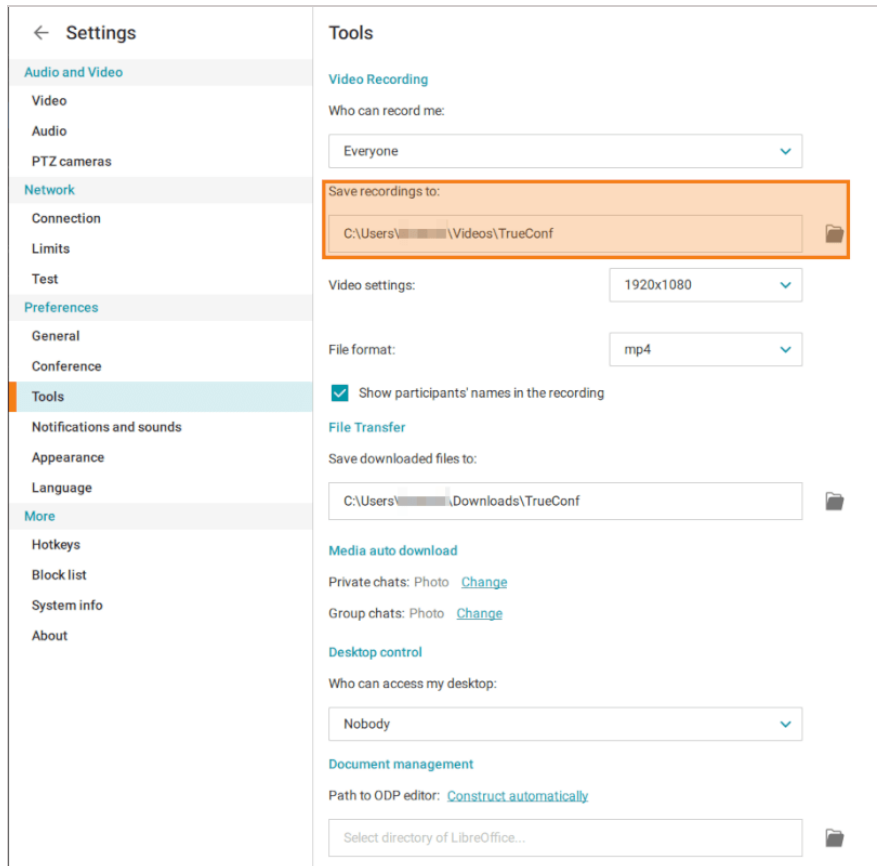 Settings
Audio and Video
Video
Audio
PTZ cameras
Network
Connection
Limits
Test
Preferences
General
Conference
Tools
Notifications and sounds
Appearance
Language
More
Hotkeys
Block list
System info
About
Tools
Video Recording
Who can record me:
Everyone
Save recordings to:
C:\Users\ \Videos\TrueConf
Video settings: 1920x1080
File format: mp4
Show participants' names in the recording
File Transfer
Save downloaded files to:
C:\Users\ \Downloads\TrueConf
Media auto download
Private chats: Photo Change
Group chats: Photo Change
Desktop control
Who can access my desktop:
Nobody
Document management
Path to ODP editor: Construct automatically
Select directory of LibreOffice...